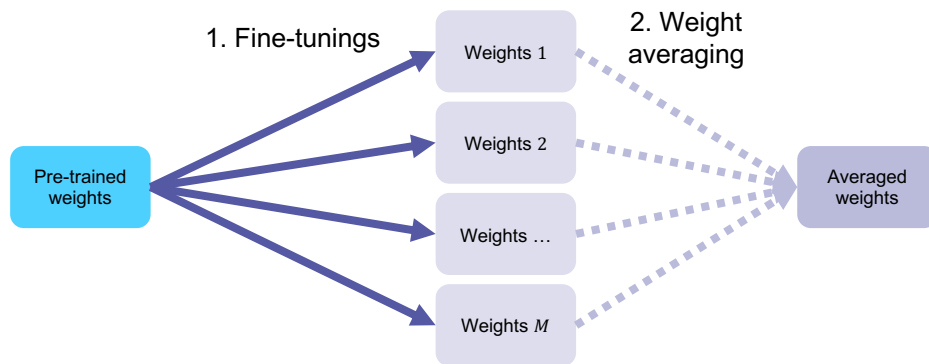 1. Fine-tunings
2. Weight
averaging
Pre-trained
weights
Weights 1
Weights 2
Weights ...
Weights M
Averaged
weights